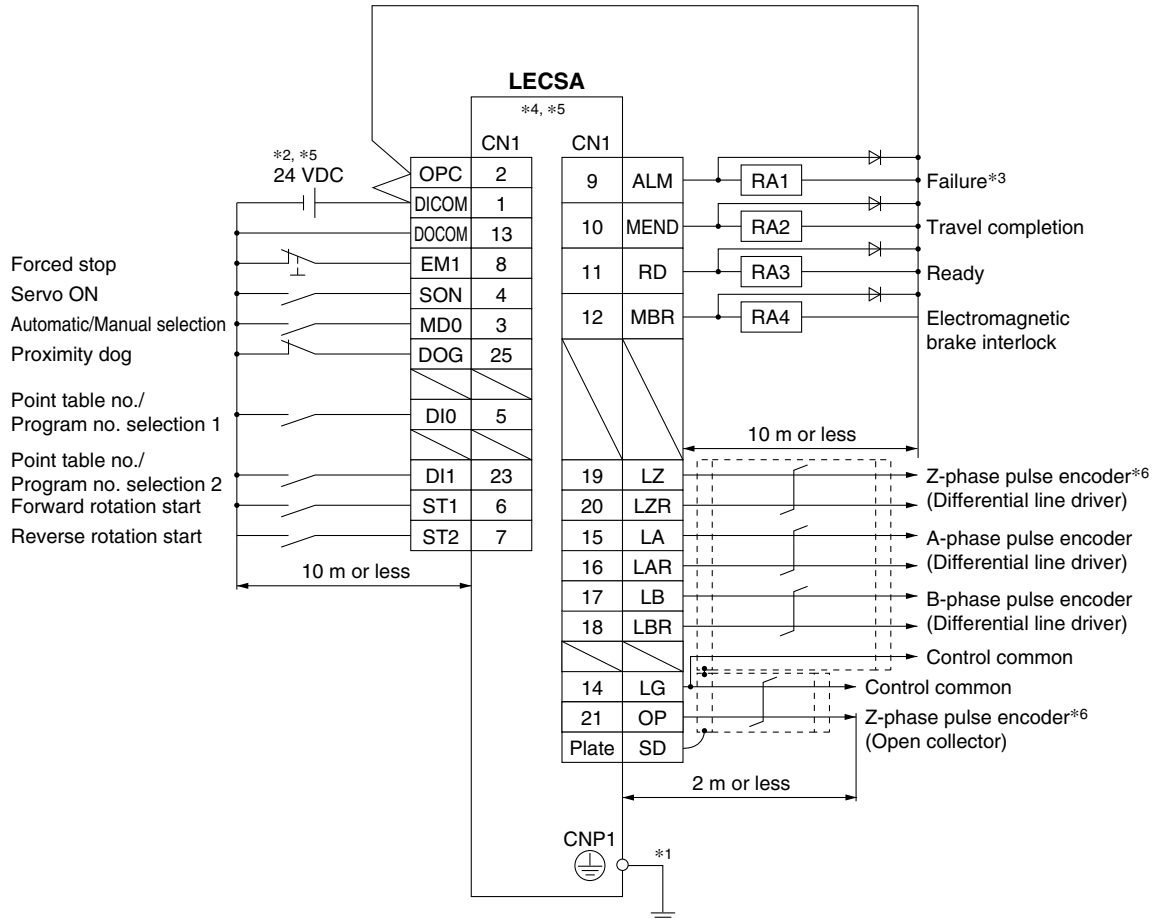 LECSA
*4, *5
CN1
CN1
*2, *5
24 VDC
OPC 2
DICOM 1
DOCOM 13
Forced stop
EM1 8
Servo ON
SON 4
Automatic/Manual selection
MD0 3
Proximity dog
DOG 25
Point table no./
Program no. selection 1
DI0 5
Point table no./
Program no. selection 2
DI1 23
Forward rotation start
ST1 6
Reverse rotation start
ST2 7
10 m or less
9 ALM RA1 Failure*3
10 MEND RA2 Travel completion
11 RD RA3 Ready
12 MBR RA4 Electromagnetic
brake interlock
10 m or less
19 LZ Z-phase pulse encoder*6
20 LZR (Differential line driver)
15 LA A-phase pulse encoder
16 LAR (Differential line driver)
17 LB B-phase pulse encoder
18 LBR (Differential line driver)
Control common
14 LG Control common
21 OP Z-phase pulse encoder*6
(Open collector)
Plate SD
2 m or less
CNP1
*1